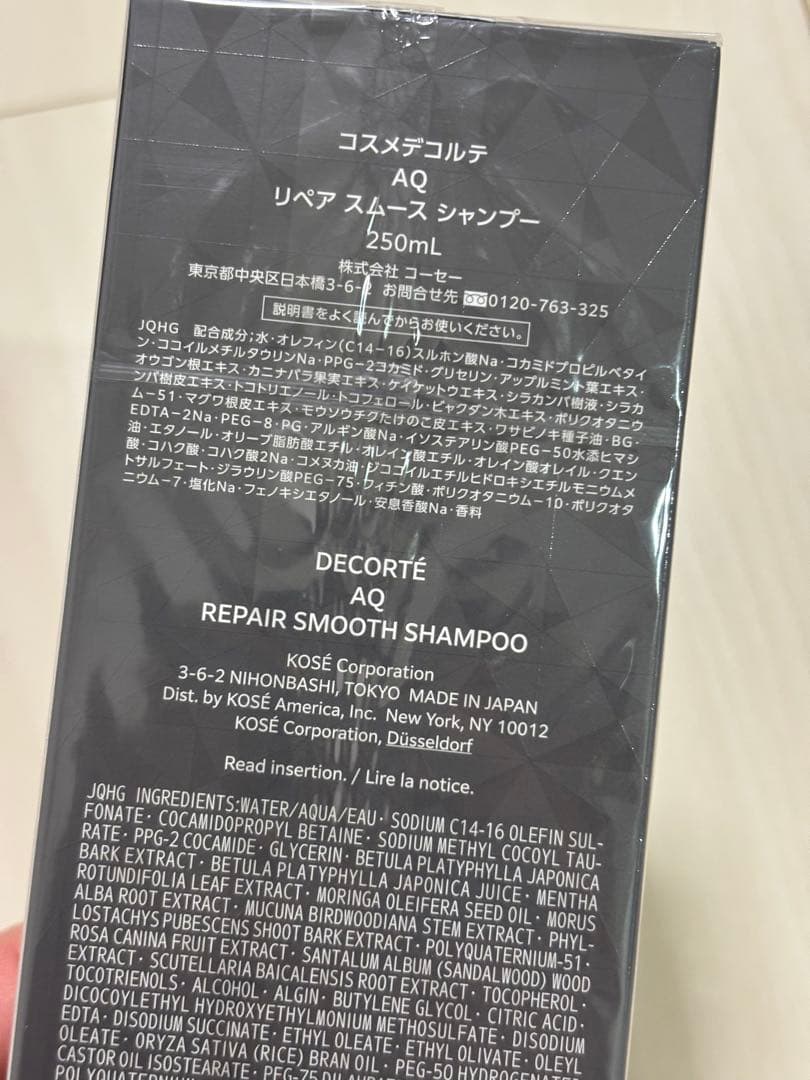 コスメデコルテ
AQ
リペア スムース シャンプー
250mL
株式会社 コーセー
東京都中央区日本橋3-6-2 お問合せ先 0120-763-325
説明書をよく読んでからお使いください。
JQHG 配合成分;水・オレフィン(C14-16)スルホン酸Na・コカミドプロピルベタイ
ン・ココイルメチルタウリンNa・PPG-2コカミド・グリセリン・アップルミント葉エキス・
オウゴン根エキス・カニナバラ果実エキス・ケイケットウエキス・シラカンバ樹液・シラカ
ンバ樹皮エキス・トコトリエノール・トコフェロール・ビャクダン木エキス・ポリクオタニウ
ム-51・マグワ根皮エキス・モウソウチクたけのこ皮エキス・ワサビノキ種子油・BG・
EDTA-2Na・PEG-8・PG・アルギン酸Na・イソステアリン酸PEG-50水添ヒマシ
油・エタノール・オリーブ脂肪酸エチル・オレイン酸エチル・オレイン酸オレイル・クエン
酸・コハク酸・コハク酸2Na・コメヌカ油・ジココイルエチルヒドロキシエチルモニウムメ
トサルフェート・ジラウリン酸PEG-75・フィチン酸・ポリクオタニウム-10・ポリクオタ
ニウム-7・塩化Na・フェノキシエタノール・安息香酸Na・香料
DECORTÉ
AQ
REPAIR SMOOTH SHAMPOO
KOSÉ Corporation
3-6-2 NIHONBASHI, TOKYO MADE IN JAPAN
Dist. by KOSÉ America, Inc. New York, NY 10012
KOSÉ Corporation, Düsseldorf
Read insertion. / Lire la notice.
JQHG INGREDIENTS:WATER/AQUA/EAU・SODIUM C14-16 OLEFIN SUL-
FONATE・COCAMIDOPROPYL BETAINE・SODIUM METHYL COCOYL TAU-
RATE・PPG-2 COCAMIDE・GLYCERIN・BETULA PLATYPHYLLA JAPONICA
BARK EXTRACT・BETULA PLATYPHYLLA JAPONICA JUICE・MENTHA
ROTUNDIFOLIA LEAF EXTRACT・MORINGA OLEIFERA SEED OIL・MORUS
ALBA ROOT EXTRACT・MUCUNA BIRDWOODIANA STEM EXTRACT・PHYL-
LOSTACHYS PUBESCENS SHOOT BARK EXTRACT・POLYQUATERNIUM-51・
ROSA CANINA FRUIT EXTRACT・SANTALUM ALBUM (SANDALWOOD) WOOD
EXTRACT・SCUTELLARIA BAICALENSIS ROOT EXTRACT・TOCOPHEROL・
TOCOTRIENOLS・ALCOHOL・ALGIN・BUTYLENE GLYCOL・CITRIC ACID・
DICOCOYLETHYL HYDROXYETHYLMONIUM METHOSULFATE・DISODIUM
EDTA・DISODIUM SUCCINATE・ETHYL OLEATE・ETHYL OLIVATE・OLEYL
OLEATE・ORYZA SATIVA (RICE) BRAN OIL・PEG-50 HYDROGENATED
CASTOR OIL ISOSTEARATE・PEG-75